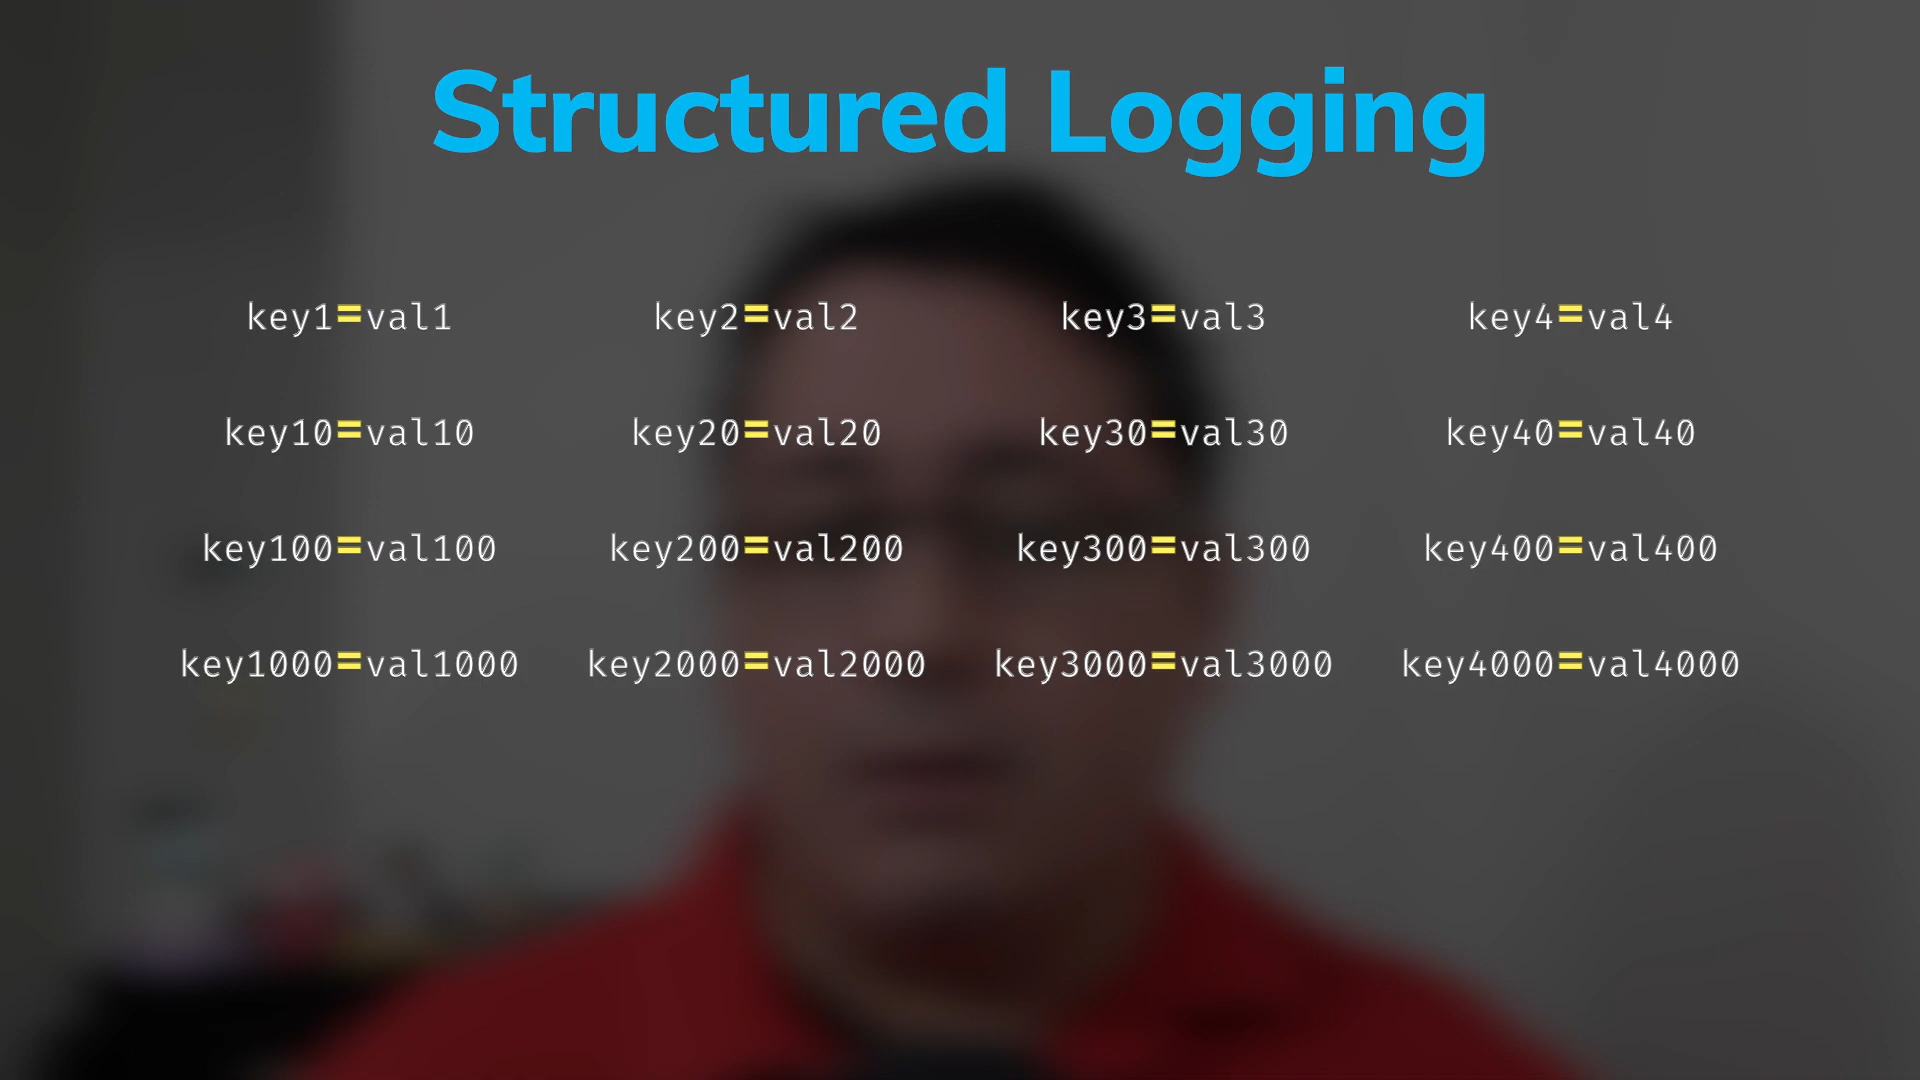 Structured Logging
key1=val1 key2=val2 key3=val3 key4=val4
key10=val10 key20=val20 key30=val30 key40=val40
key100=val100 key200=val200 key300=val300 key400=val400
key1000=val1000 key2000=val2000 key3000=val3000 key4000=val4000